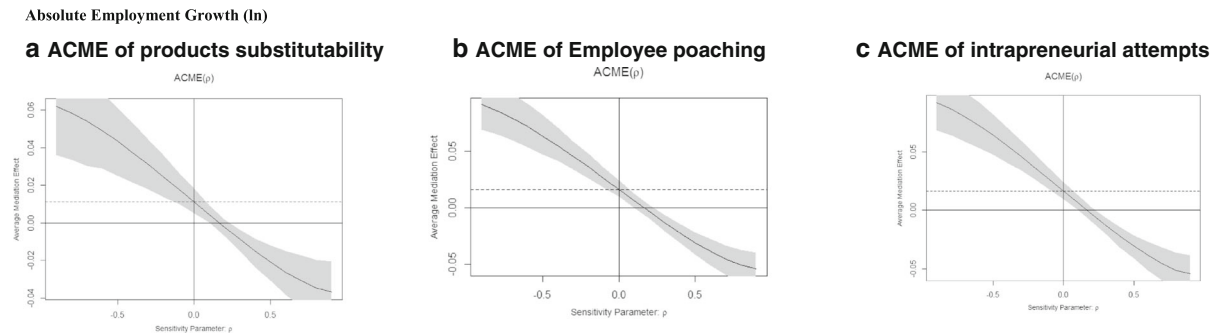 Absolute Employment Growth (ln)
a ACME of products substitutability
ACME(ρ)
Average Mediation Effect
0.06
0.04
0.02
0.00
-0.02
-0.04
-0.5
0.0
0.5
Sensitivity Parameter: ρ
b ACME of Employee poaching
ACME(ρ)
Average Mediation Effect
0.05
0.00
-0.05
-0.5
0.0
0.5
Sensitivity Parameter: ρ
c ACME of intrapreneurial attempts
ACME(ρ)
Average Mediation Effect
0.05
0.00
-0.05
-0.5
0.0
0.5
Sensitivity Parameter: ρ